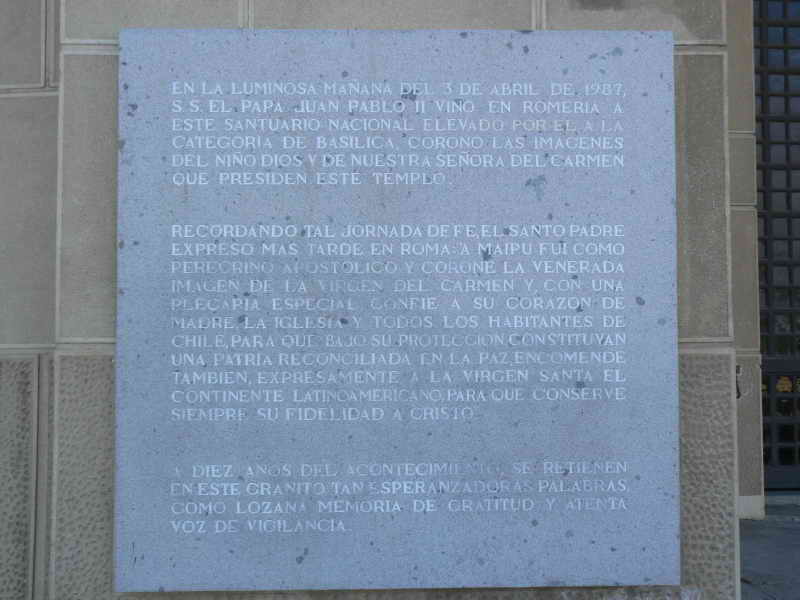 EN LA LUMINOSA MAÑANA DEL 3 DE ABRIL DE 1987,
S.S. EL PAPA JUAN PABLO II VINO EN ROMERIA A
ESTE SANTUARIO NACIONAL ELEVADO POR EL A LA
CATEGORIA DE BASILICA, CORONO LAS IMAGENES
DEL NIÑO DIOS Y DE NUESTRA SEÑORA DEL CARMEN
QUE PRESIDEN ESTE TEMPLO.
RECORDANDO TAL JORNADA DE FE, EL SANTO PADRE
EXPRESO MAS TARDE EN ROMA: "A MAIPU FUI COMO
PEREGRINO APOSTOLICO Y CORONE LA VENERADA
IMAGEN DE LA VIRGEN DEL CARMEN Y, CON UNA
PLEGARIA ESPECIAL, CONFIE A SU CORAZON DE
MADRE, LA IGLESIA Y TODOS LOS HABITANTES DE
CHILE, PARA QUE BAJO SU PROTECCION CONSTITUYAN
UNA PATRIA RECONCILIADA EN LA PAZ. ENCOMENDE
TAMBIEN, EXPRESAMENTE A LA VIRGEN SANTA EL
CONTINENTE LATINOAMERICANO, PARA QUE CONSERVE
SIEMPRE SU FIDELIDAD A CRISTO".
A DIEZ AÑOS DEL ACONTECIMIENTO, SE RETIENEN
EN ESTE GRANITO TAN ESPERANZADORAS PALABRAS,
COMO LOZANA MEMORIA DE GRATITUD Y ATENTA
VOZ DE VIGILANCIA.